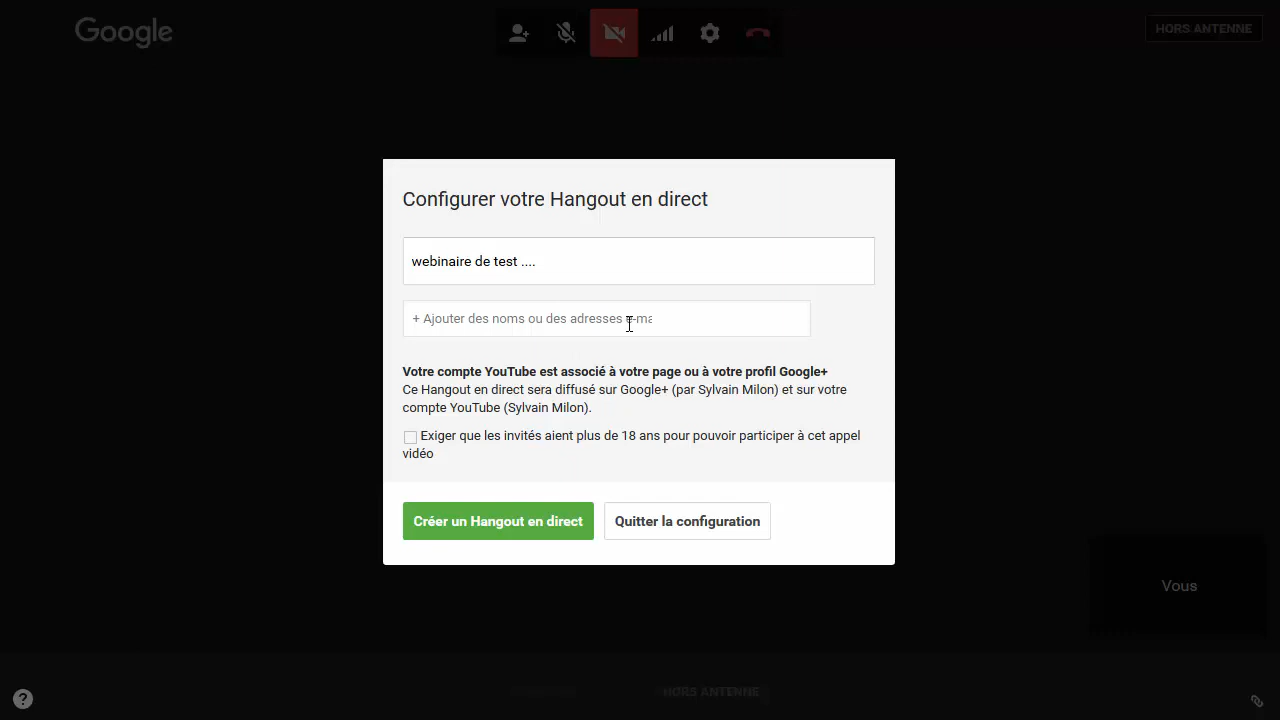 Google
HORS ANTENNE
Configurer votre Hangout en direct
webinaire de test ....
+ Ajouter des noms ou des adresses e-ma
Votre compte YouTube est associé à votre page ou à votre profil Google+
Ce Hangout en direct sera diffusé sur Google+ (par Sylvain Milon) et sur votre
compte YouTube (Sylvain Milon).
Exiger que les invités aient plus de 18 ans pour pouvoir participer à cet appel
vidéo
Créer un Hangout en direct
Quitter la configuration
Vous
HORS ANTENNE